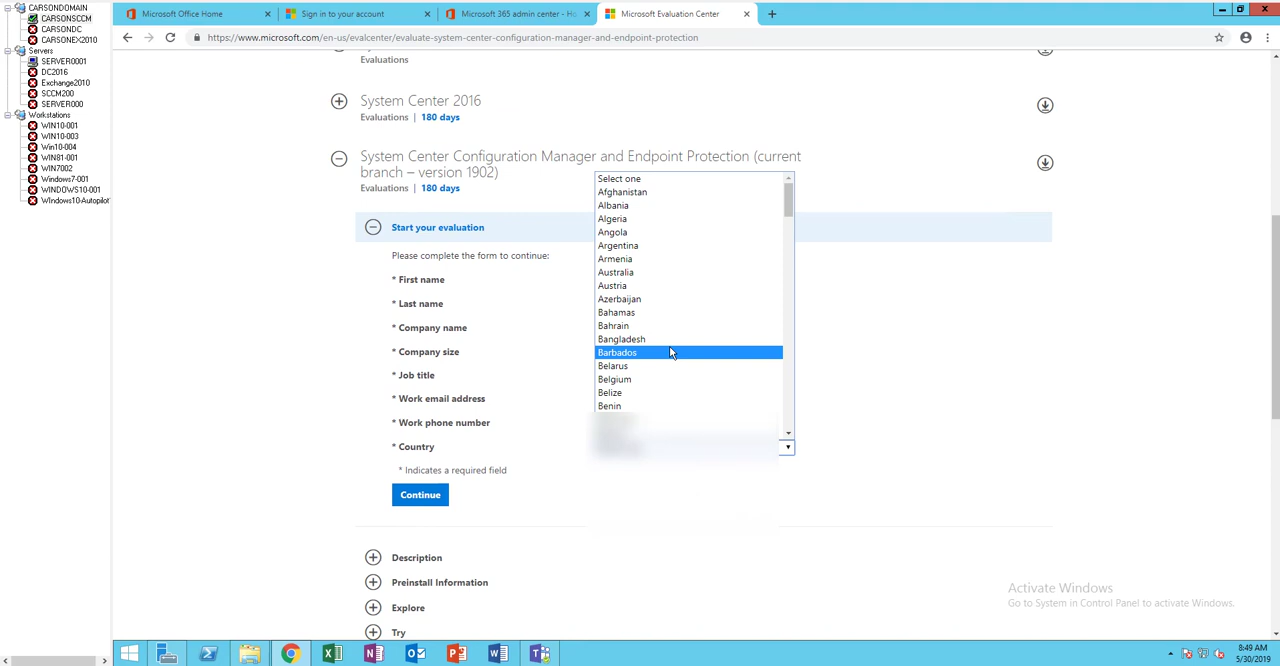 CARSONDOMAIN
CARSONSCCM
CARSONDC
CARSONEX2010
Servers
SERVER0001
DC2016
Exchange2010
SCCM200
SERVER000
Workstations
WIN10-001
WIN10-003
Win10-004
WIN81-001
WIN7002
Windows7-001
WINDOWS10-001
WIndows10-Autopilot
Microsoft Office Home
Sign in to your account
Microsoft 365 admin center - Ho
Microsoft Evaluation Center
https://www.microsoft.com/en-us/evalcenter/evaluate-system-center-configuration-manager-and-endpoint-protection
Evaluations
System Center 2016
Evaluations | 180 days
System Center Configuration Manager and Endpoint Protection (current
branch – version 1902)
Evaluations | 180 days
Start your evaluation
Please complete the form to continue:
* First name
* Last name
* Company name
* Company size
* Job title
* Work email address
* Work phone number
* Country
* Indicates a required field
Continue
Select one
Afghanistan
Albania
Algeria
Angola
Argentina
Armenia
Australia
Austria
Azerbaijan
Bahamas
Bahrain
Bangladesh
Barbados
Belarus
Belgium
Belize
Benin
Description
Preinstall Information
Explore
Try
Activate Windows
Go to System in Control Panel to activate Windows.
8:49 AM
5/30/2019